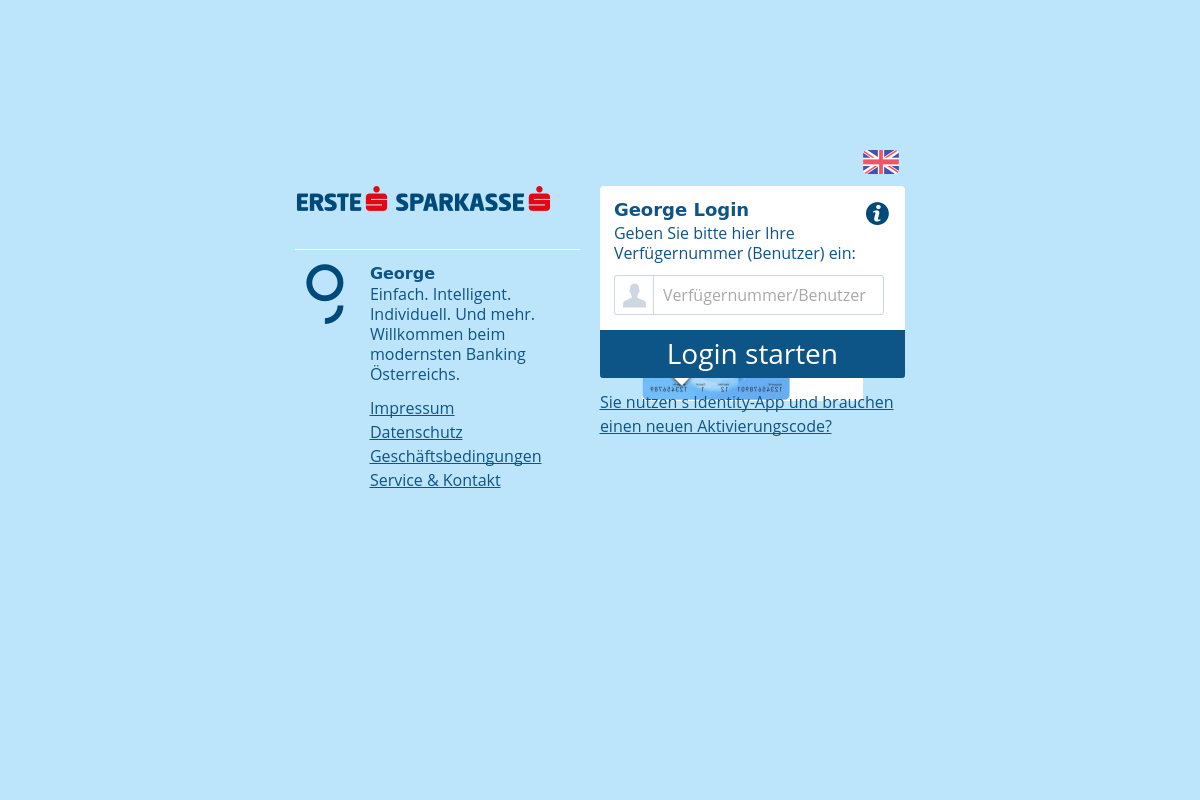 ERSTE SPARKASSE
George
Einfach. Intelligent.
Individuell. Und mehr.
Willkommen beim
modernsten Banking
Österreichs.
Impressum
Datenschutz
Geschäftsbedingungen
Service & Kontakt
George Login
Geben Sie bitte hier Ihre
Verfügernummer (Benutzer) ein:
Verfügernummer/Benutzer
Login starten
Sie nutzen s Identity-App und brauchen
einen neuen Aktivierungscode?